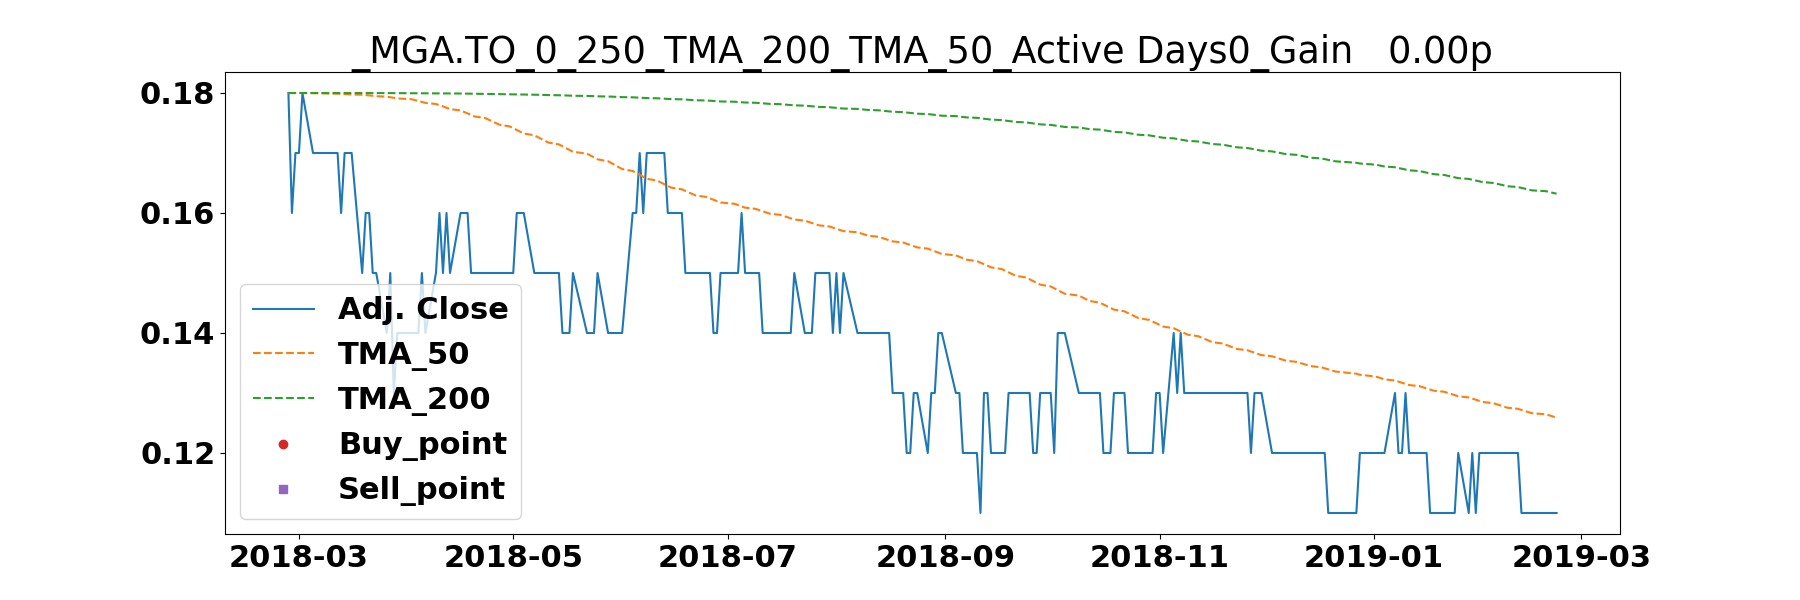 _MGA.TO_0_250_TMA_200_TMA_50_Active Days0_Gain   0.00p
0.18
0.16
0.14
0.12
Adj. Close
TMA_50
TMA_200
Buy_point
Sell_point
2018-03 2018-05 2018-07 2018-09 2018-11 2019-01 2019-03